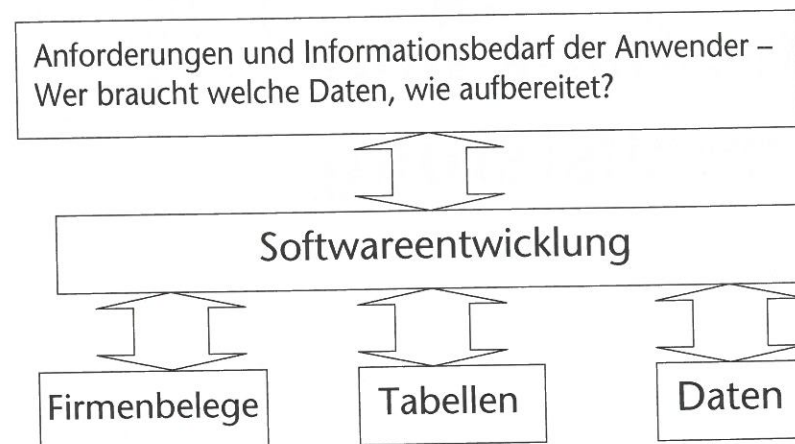 Anforderungen und Informationsbedarf der Anwender –
Wer braucht welche Daten, wie aufbereitet?
Softwareentwicklung
Firmenbelege
Tabellen
Daten